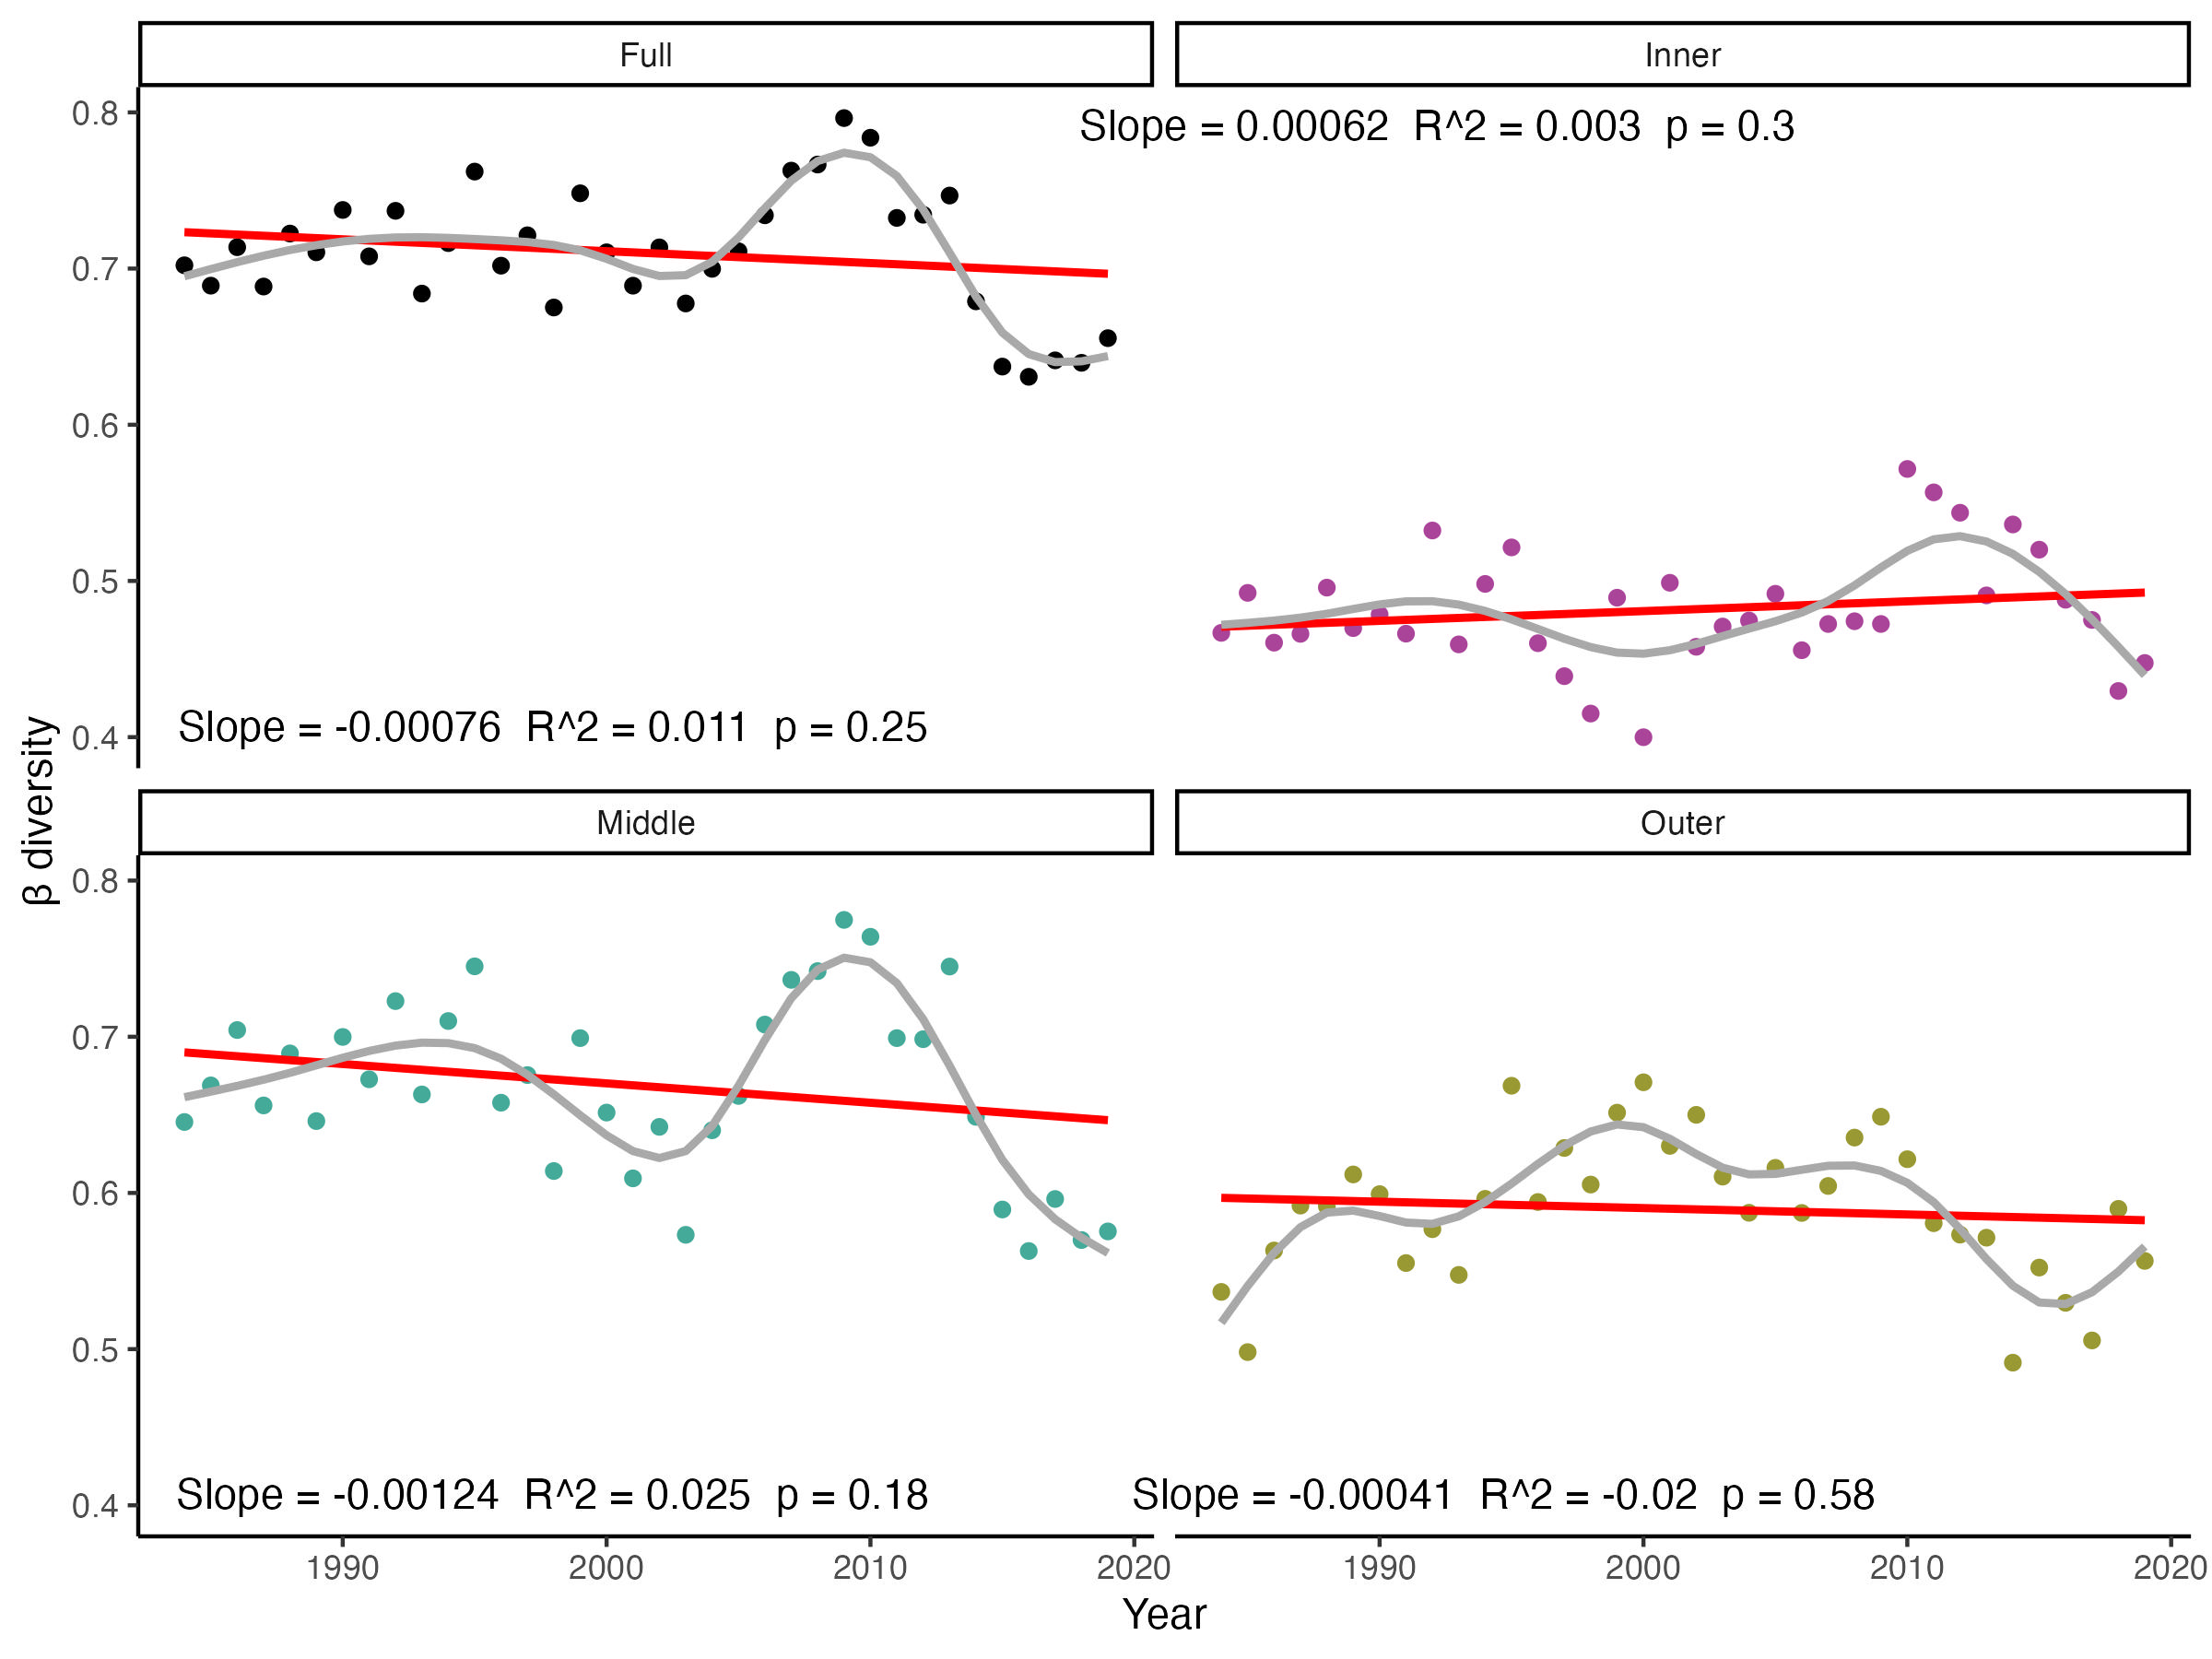 Full
Inner
0.8
0.7
0.6
0.5
0.4
Slope = -0.00076 R^2 = 0.011 p = 0.25
Slope = 0.00062 R^2 = 0.003 p = 0.3
β diversity
Middle
Outer
0.8
0.7
0.6
0.5
0.4
Slope = -0.00124 R^2 = 0.025 p = 0.18
Slope = -0.00041 R^2 = -0.02 p = 0.58
1990 2000 2010 2020
1990 2000 2010 2020
Year